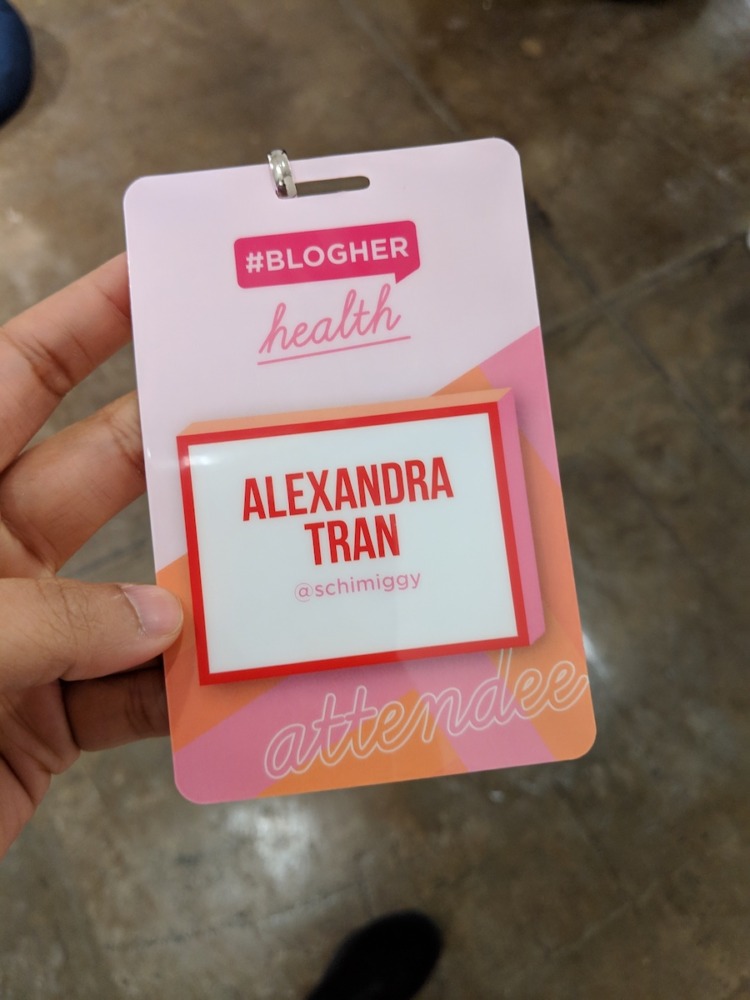 #BLOGHER
health
ALEXANDRA
TRAN
@schimiggy
attendee